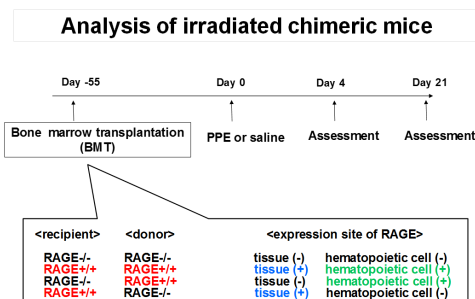 Analysis of irradiated chimeric mice
Day -55 Day 0 Day 4 Day 21
Bone marrow transplantation
(BMT)
PPE or saline Assessment Assessment
<recipient> <donor> <expression site of RAGE>
RAGE-/- RAGE-/- tissue (-) hematopoietic cell (-)
RAGE+/+ RAGE+/+ tissue (+) hematopoietic cell (+)
RAGE-/- RAGE+/+ tissue (-) hematopoietic cell (+)
RAGE+/+ RAGE-/- tissue (+) hematopoietic cell (-)